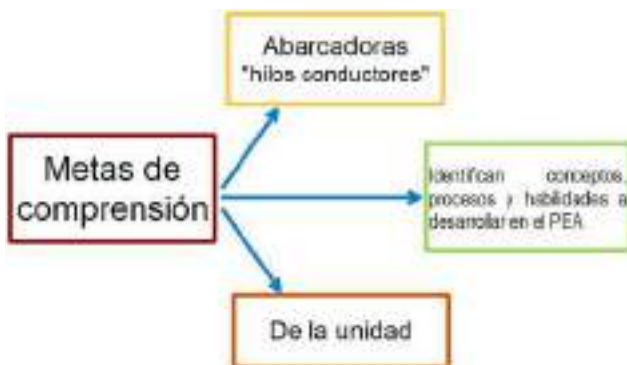 Abarcadoras
"hilos conductores"
Metas de
comprensión
Identifican conceptos,
procesos y habilidades a
desarrollar en el PEA
De la unidad